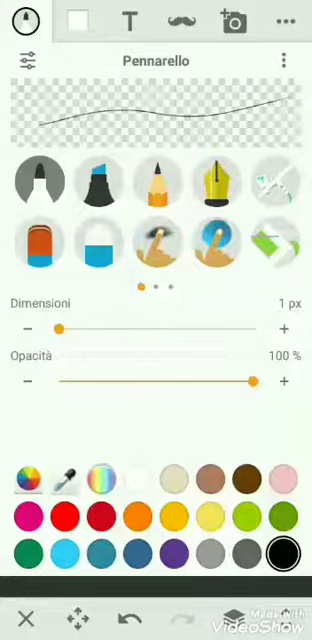 T
Pennarello
Dimensioni 1 px
Opacità 100 %
Made with
VideoShow